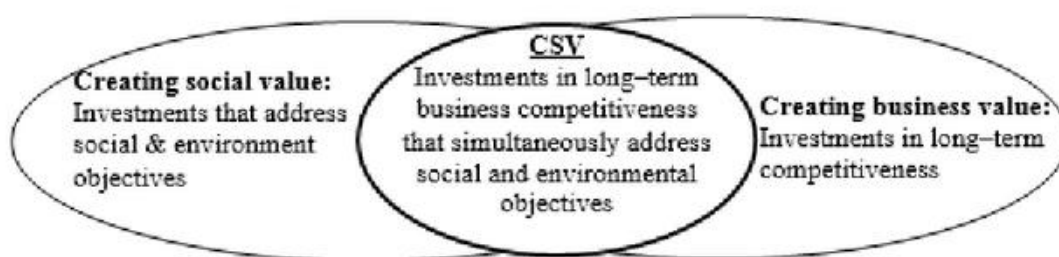 Creating social value:
Investments that address
social & environment
objectives
CSV
Investments in long–term
business competitiveness
that simultaneously address
social and environmental
objectives
Creating business value:
Investments in long–term
competitiveness